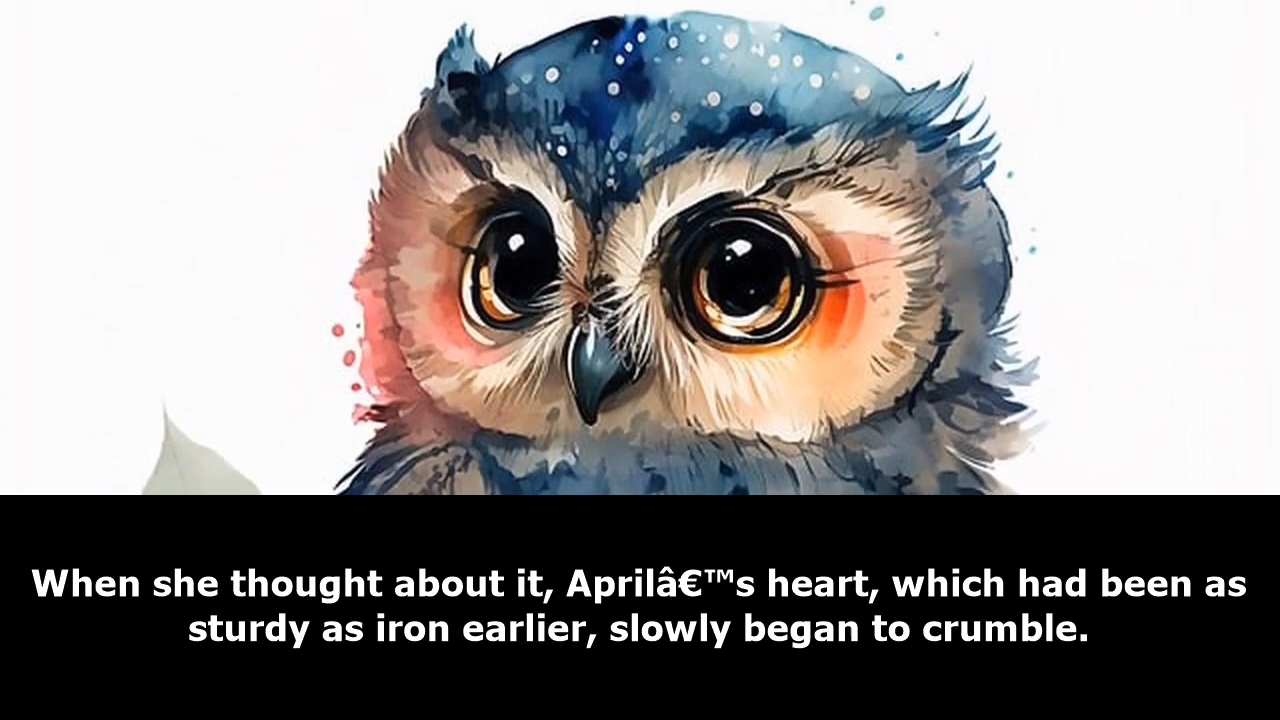 When she thought about it, Aprilâ€™s heart, which had been as
sturdy as iron earlier, slowly began to crumble.